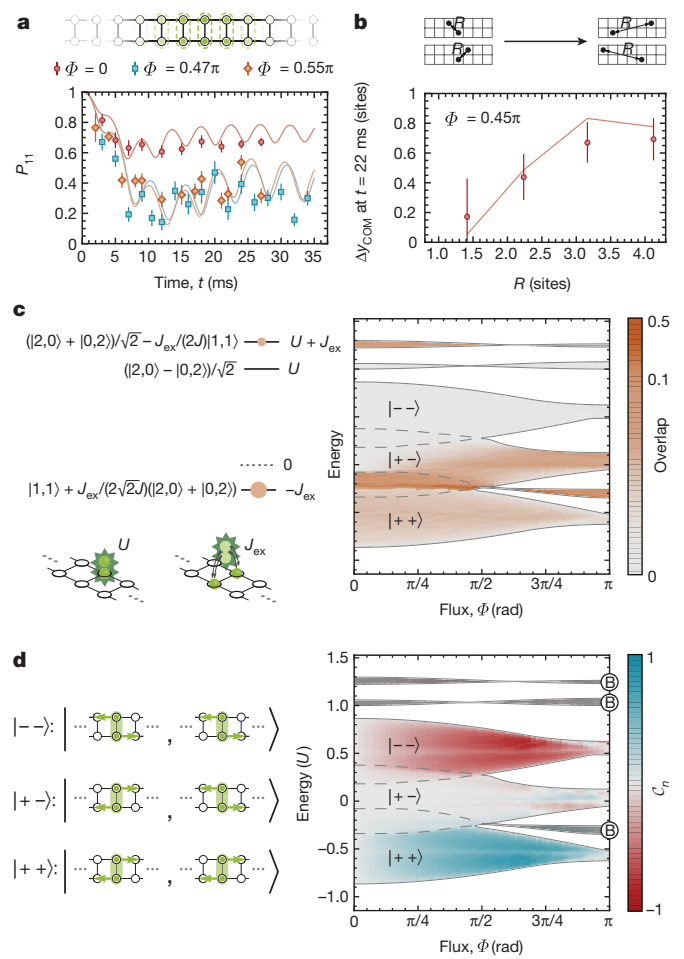 a
Φ = 0   Φ = 0.47π   Φ = 0.55π
P11
1
0.8
0.6
0.4
0.2
0
0 5 10 15 20 25 30 35
Time, t (ms)
b
R R
R R
Φ = 0.45π
ΔyCOM at t = 22 ms (sites)
1
0.8
0.6
0.4
0.2
0
1.0 1.5 2.0 2.5 3.0 3.5 4.0
R (sites)
c
(|2,0⟩ + |0,2⟩)/√2 − Jex/(2J)|1,1⟩ U + Jex
(|2,0⟩ − |0,2⟩)/√2 U
0
|1,1⟩ + Jex/(2√2J)(|2,0⟩ + |0,2⟩) −Jex
U Jex
Energy
|− −⟩
|+ −⟩
|+ +⟩
0 π/4 π/2 3π/4 π
Flux, Φ (rad)
0.5
0.1
0
Overlap
d
|− −⟩: | , ⟩
|+ −⟩: | , ⟩
|+ +⟩: | , ⟩
Energy (U)
1.5
1.0
0.5
0
−0.5
−1.0
B
B
B
|− −⟩
|+ −⟩
|+ +⟩
0 π/4 π/2 3π/4 π
Flux, Φ (rad)
1
−1
𝒞n